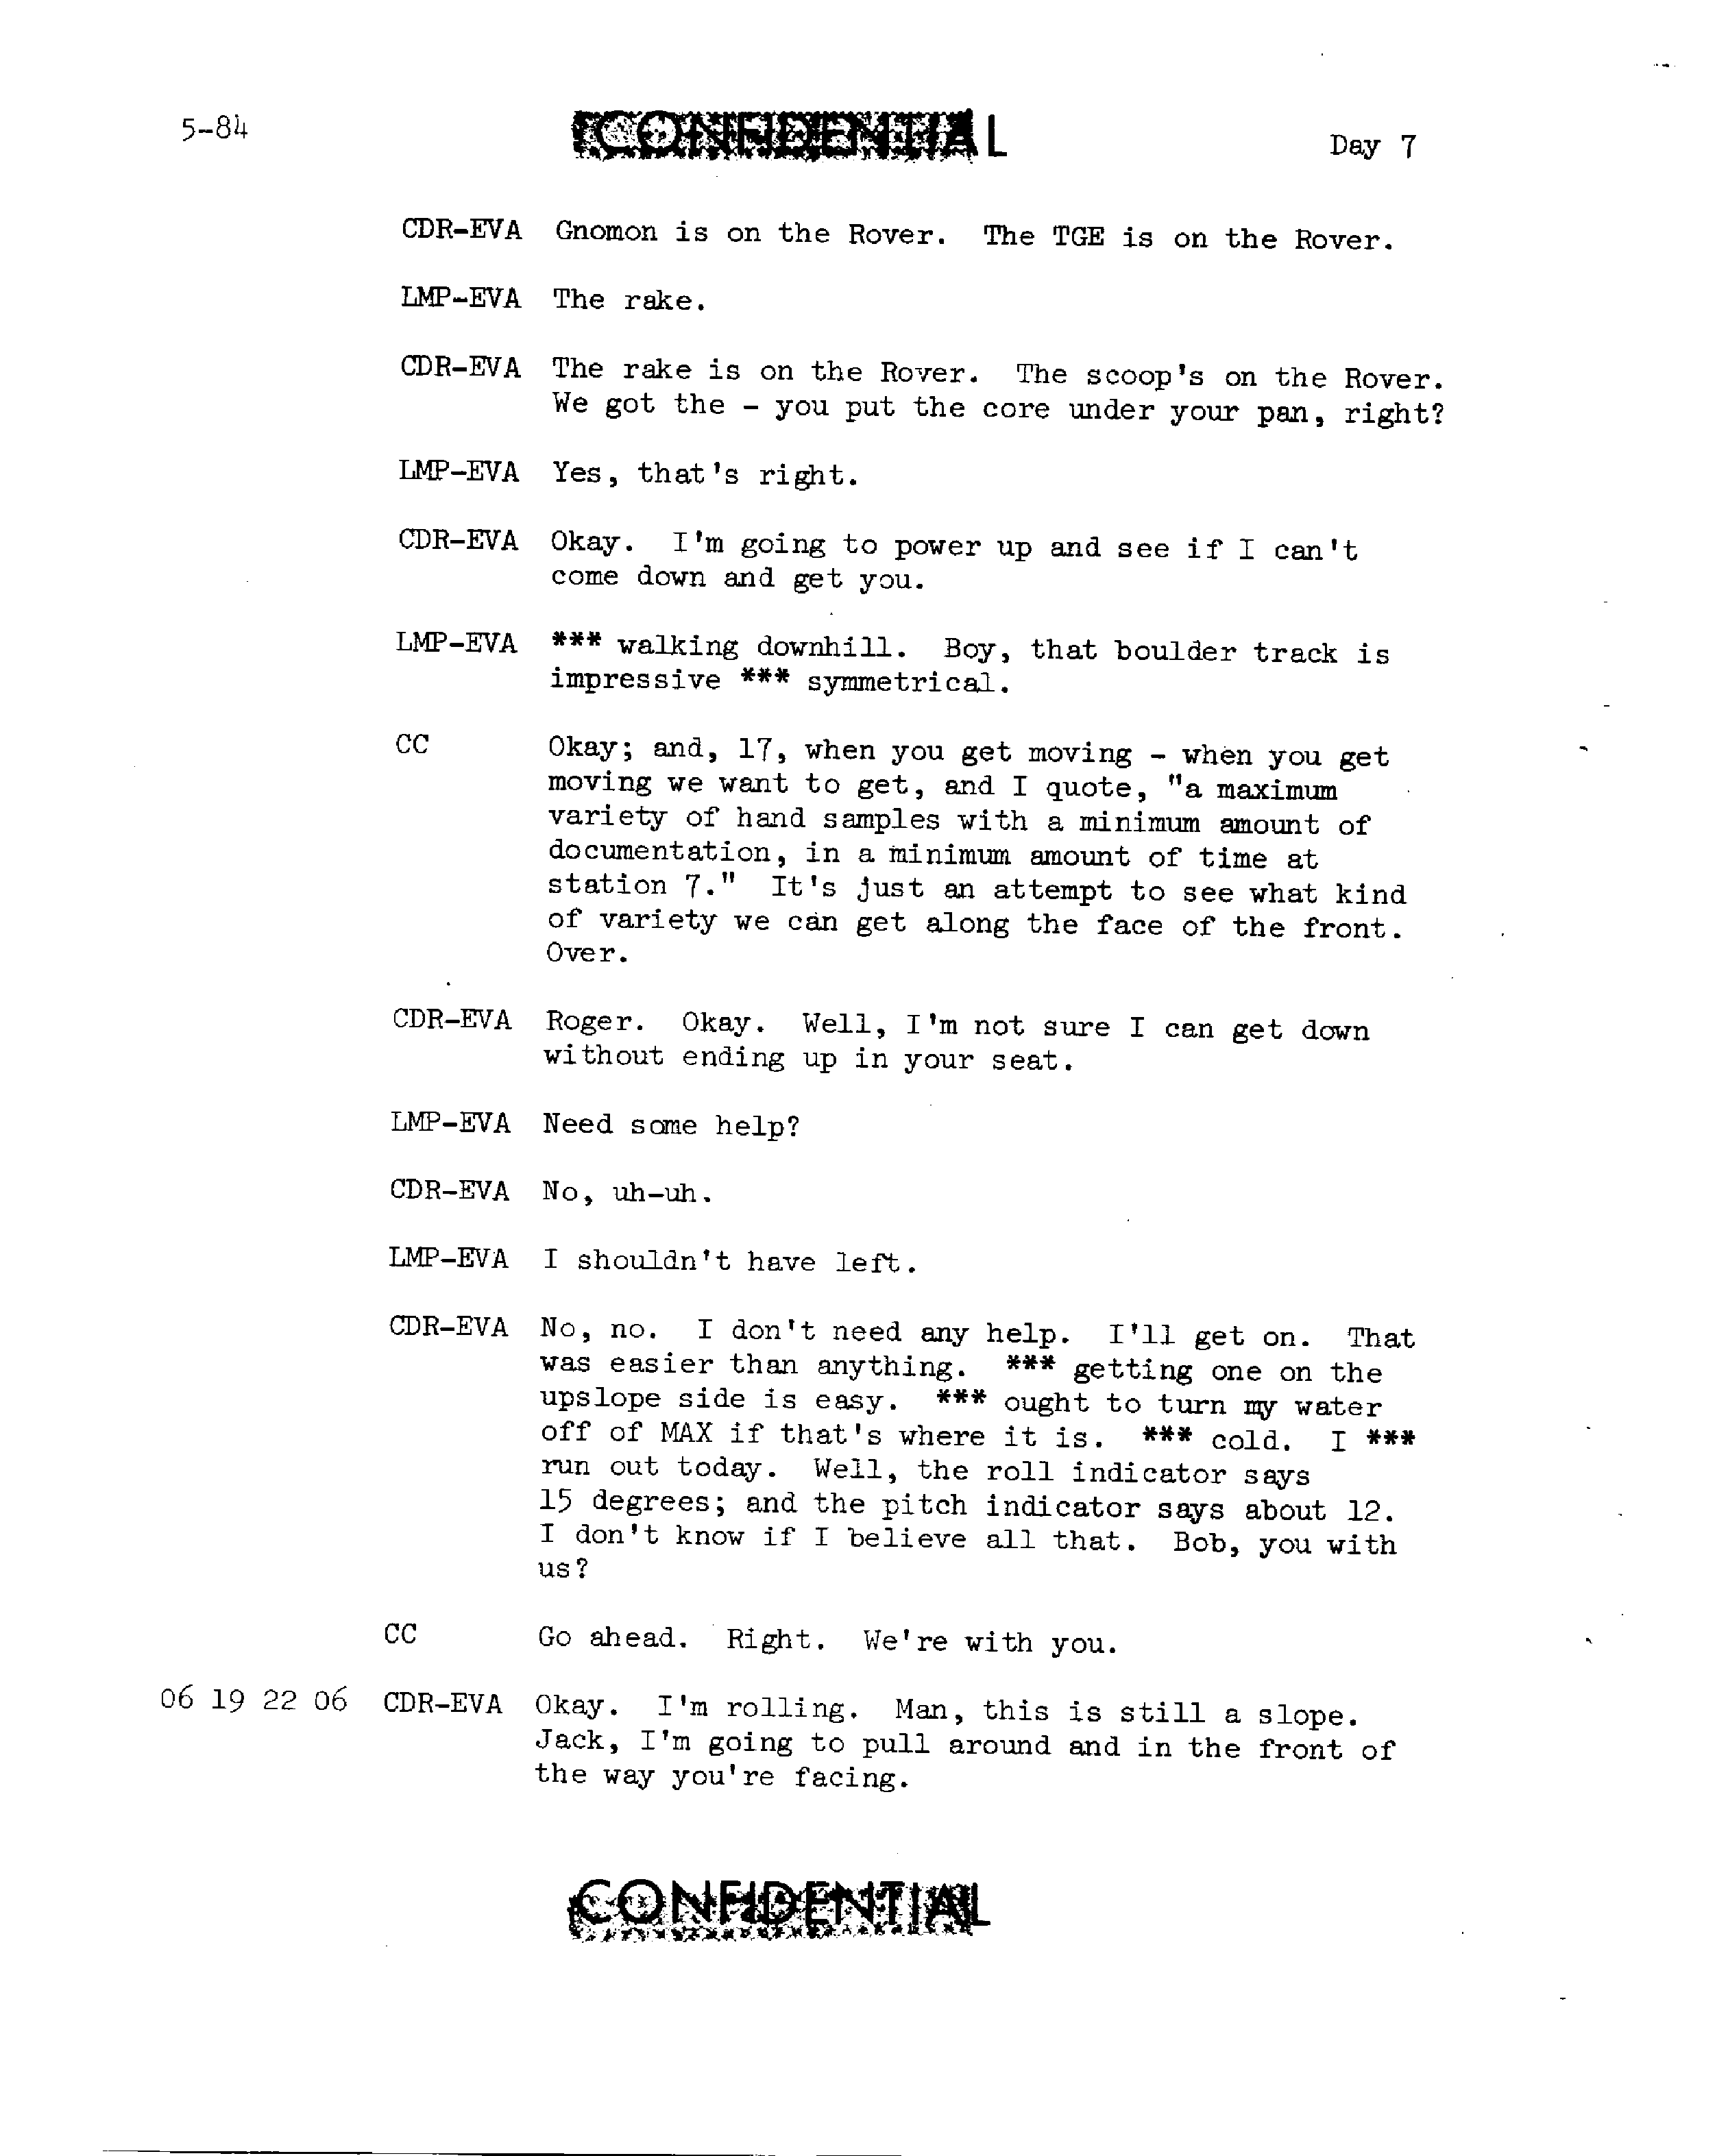 5-84
CONFIDENTIAL
Day 7
CDR-EVA Gnomon is on the Rover. The TGE is on the Rover.
LMP-EVA The rake.
CDR-EVA The rake is on the Rover. The scoop's on the Rover.
We got the - you put the core under your pan, right?
LMP-EVA Yes, that's right.
CDR-EVA Okay. I'm going to power up and see if I can't
come down and get you.
LMP-EVA *** walking downhill. Boy, that boulder track is
impressive *** symmetrical.
CC Okay; and, 17, when you get moving - when you get
moving we want to get, and I quote, "a maximum
variety of hand samples with a minimum amount of
documentation, in a minimum amount of time at
station 7." It's just an attempt to see what kind
of variety we can get along the face of the front.
Over.
CDR-EVA Roger. Okay. Well, I'm not sure I can get down
without ending up in your seat.
LMP-EVA Need some help?
CDR-EVA No, uh-uh.
LMP-EVA I shouldn't have left.
CDR-EVA No, no. I don't need any help. I'll get on. That
was easier than anything. *** getting one on the
upslope side is easy. *** ought to turn my water
off of MAX if that's where it is. *** cold. I ***
run out today. Well, the roll indicator says
15 degrees; and the pitch indicator says about 12.
I don't know if I believe all that. Bob, you with
us?
CC Go ahead. Right. We're with you.
06 19 22 06 CDR-EVA Okay. I'm rolling. Man, this is still a slope.
Jack, I'm going to pull around and in the front of
the way you're facing.
CONFIDENTIAL